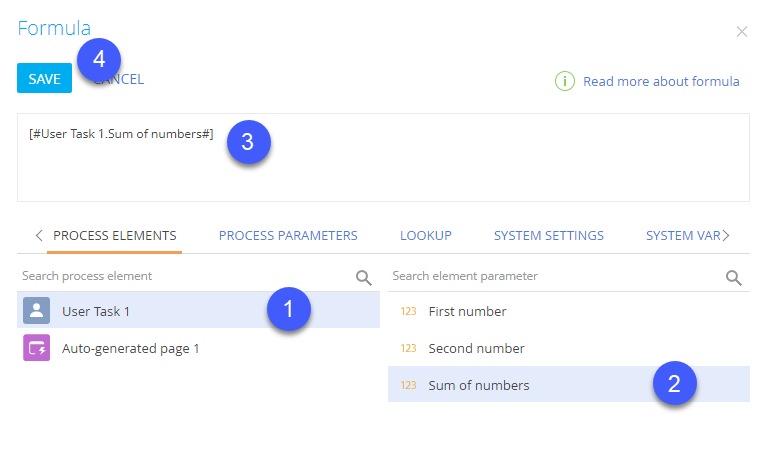 Formula
4
SAVE CANCEL
Read more about formula
[#User Task 1.Sum of numbers#]
3
PROCESS ELEMENTS PROCESS PARAMETERS LOOKUP SYSTEM SETTINGS SYSTEM VAR
Search process element Search element parameter
User Task 1 1 123 First number
Auto-generated page 1 123 Second number
123 Sum of numbers 2